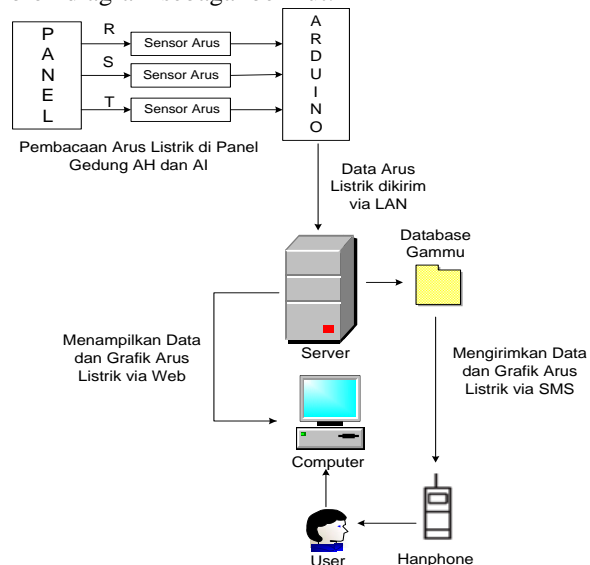 diagram sebagai
P
A
N
E
L
R
Sensor Arus
S
Sensor Arus
T
Sensor Arus
A
R
D
U
I
N
O
Pembacaan Arus Listrik di Panel
Gedung AH dan AI
Data Arus
Listrik dikirim
via LAN
Database
Gammu
Server
Menampilkan Data
dan Grafik Arus
Listrik via Web
Mengirimkan Data
dan Grafik Arus
Listrik via SMS
Computer
User
Hanphone